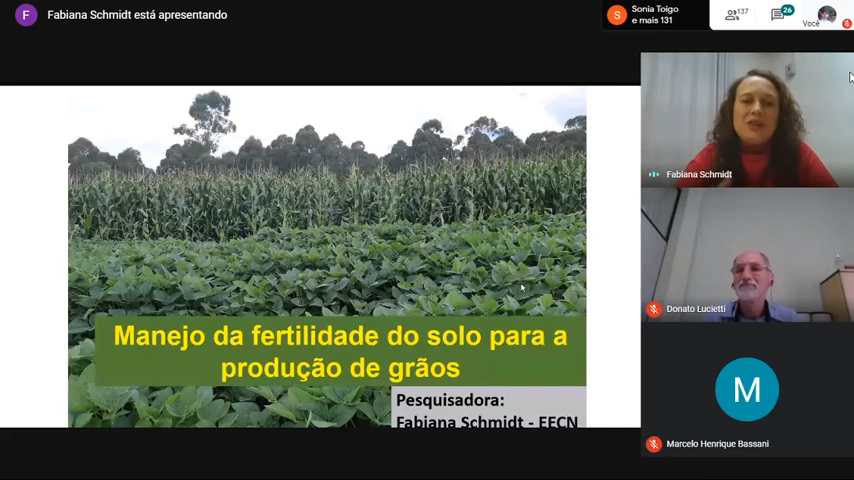 F
Fabiana Schmidt está apresentando
S
Sonia Toigo
e mais 131
137
26
Você
Fabiana Schmidt
Manejo da fertilidade do solo para a
produção de grãos
Pesquisadora:
Fabiana Schmidt - EECN
Donato Lucietti
M
Marcelo Henrique Bassani